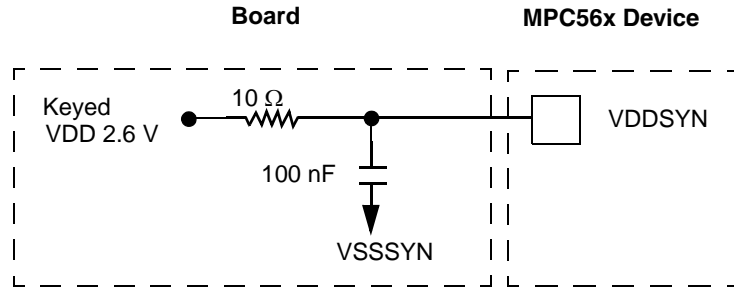 Board
MPC56x Device
Keyed
VDD 2.6 V
10 Ω
VDDSYN
100 nF
VSSSYN